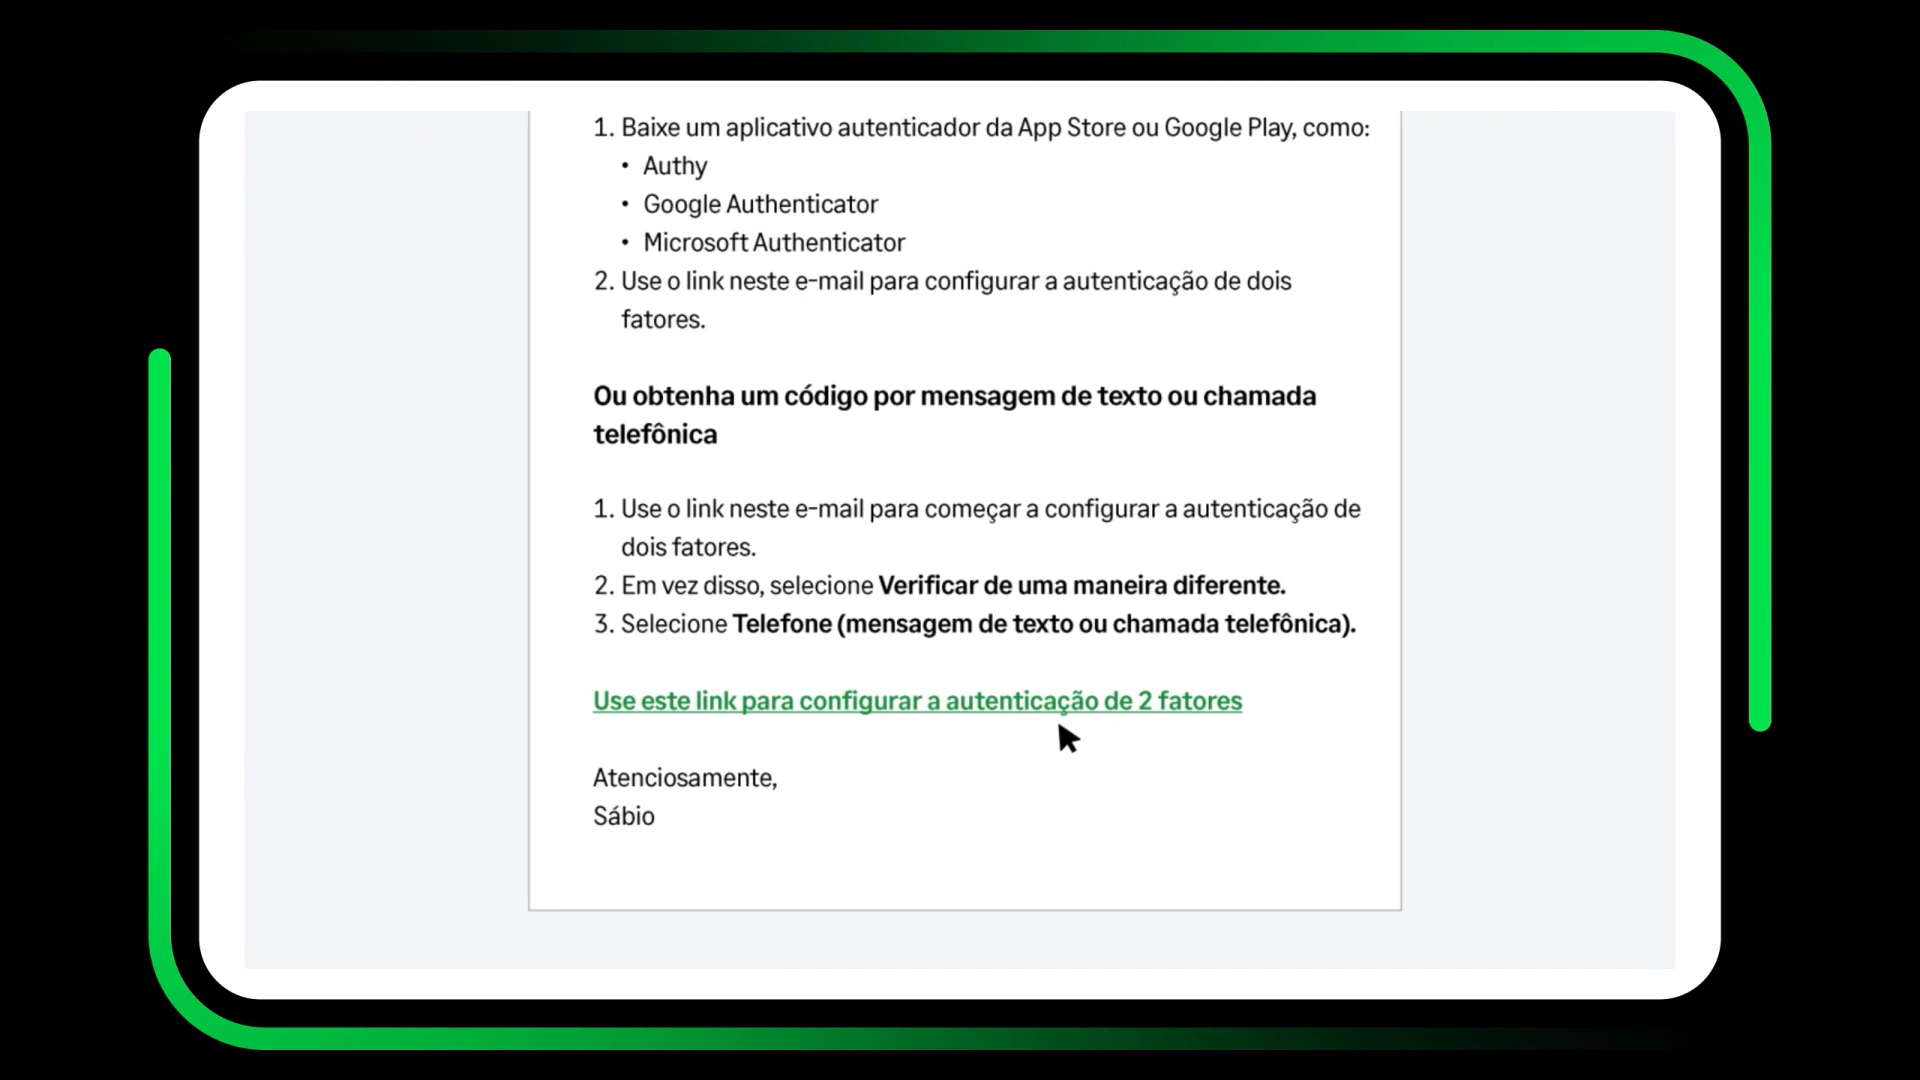 1. Baixe um aplicativo autenticador da App Store ou Google Play, como:
• Authy
• Google Authenticator
• Microsoft Authenticator
2. Use o link neste e-mail para configurar a autenticação de dois
fatores.
Ou obtenha um código por mensagem de texto ou chamada
telefônica
1. Use o link neste e-mail para começar a configurar a autenticação de
dois fatores.
2. Em vez disso, selecione Verificar de uma maneira diferente.
3. Selecione Telefone (mensagem de texto ou chamada telefônica).
Use este link para configurar a autenticação de 2 fatores
Atenciosamente,
Sábio